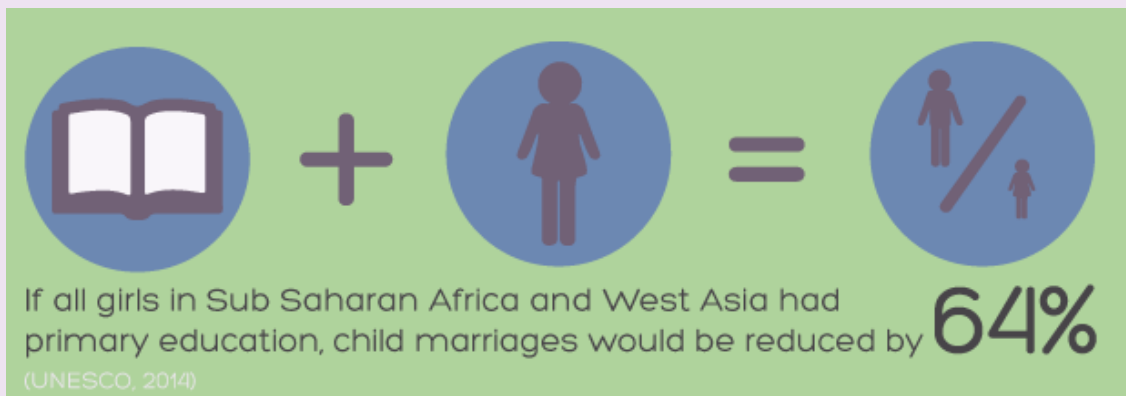 If all girls in Sub Saharan Africa and West Asia had
primary education, child marriages would be reduced by 64%
(UNESCO, 2014)